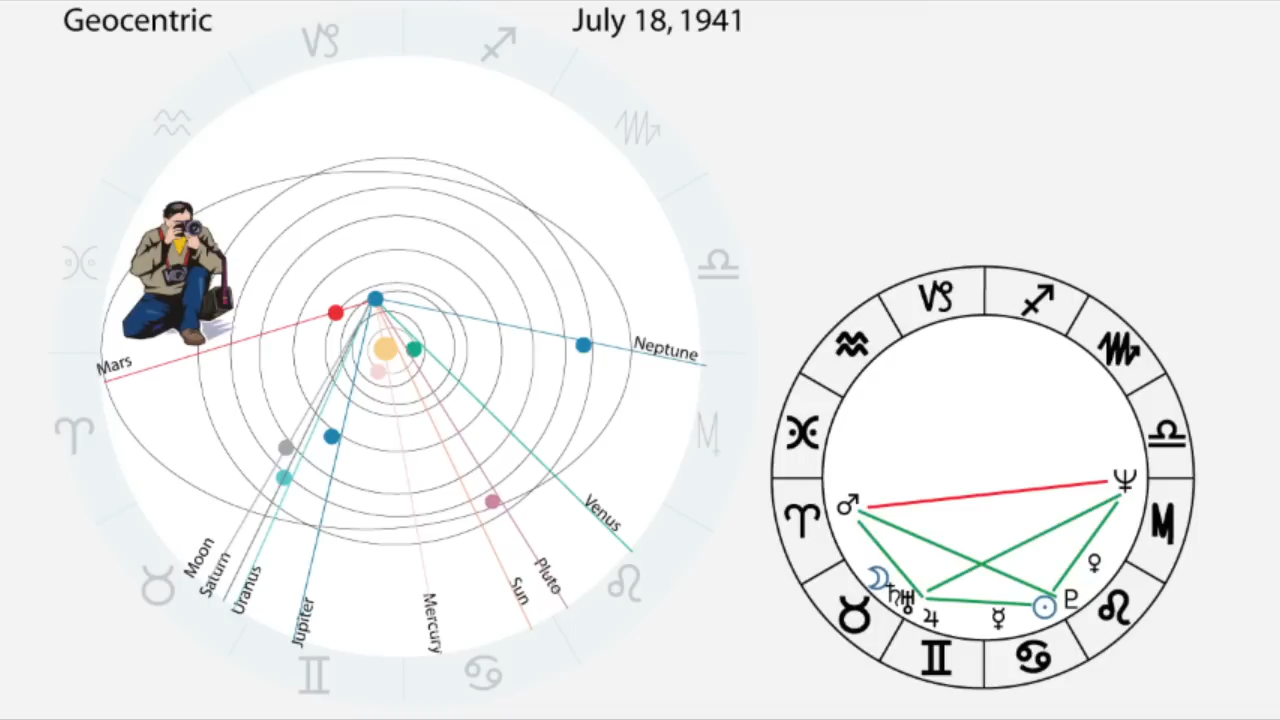 Geocentric
July 18, 1941
Mars
Neptune
Venus
Moon
Saturn
Uranus
Jupiter
Mercury
Sun
Pluto